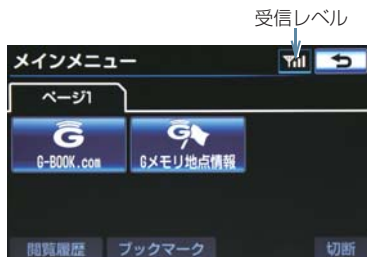 受信レベル
メインメニュー
ページ1
G
G
G-BOOK.com
Gメモリ地点情報
閲覧履歴 ブックマーク 切断